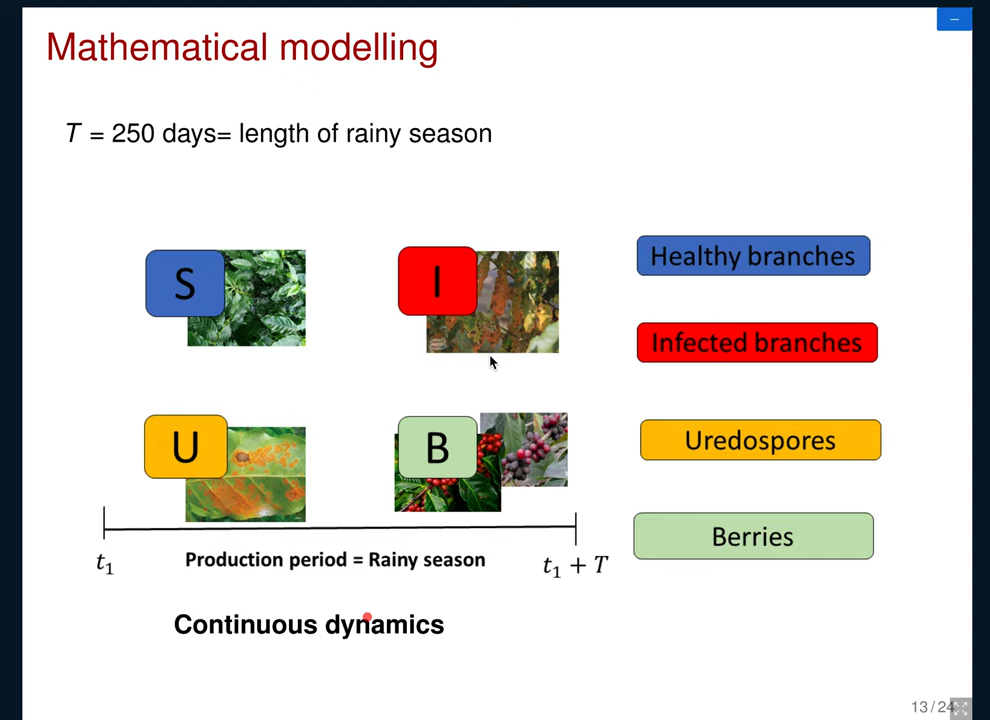 Mathematical modelling
T = 250 days= length of rainy season
S
I
Healthy branches
Infected branches
U
B
Uredospores
Berries
t₁
Production period = Rainy season
t₁ + T
Continuous dynamics
13/24